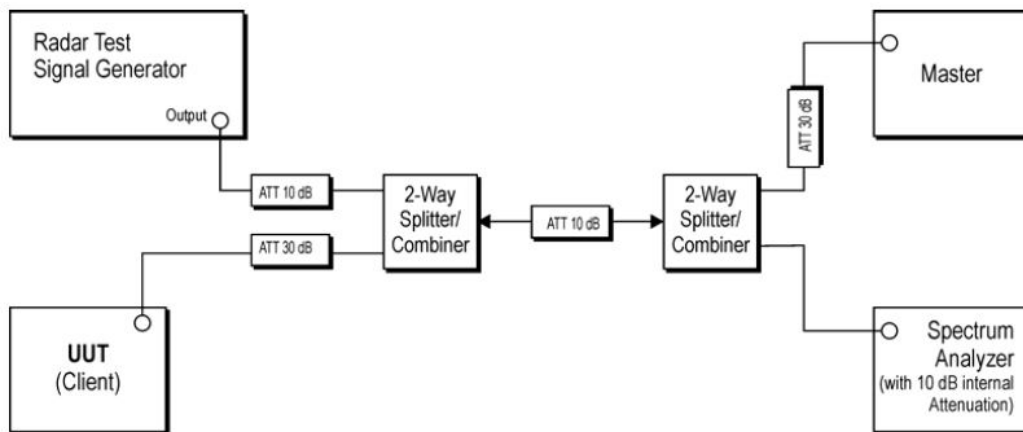 Radar Test
Signal Generator
Output
ATT 10 dB
ATT 30 dB
UUT
(Client)
2-Way
Splitter/
Combiner
ATT 10 dB
2-Way
Splitter/
Combiner
ATT 30 dB
Master
Spectrum
Analyzer
(with 10 dB internal
Attenuation)